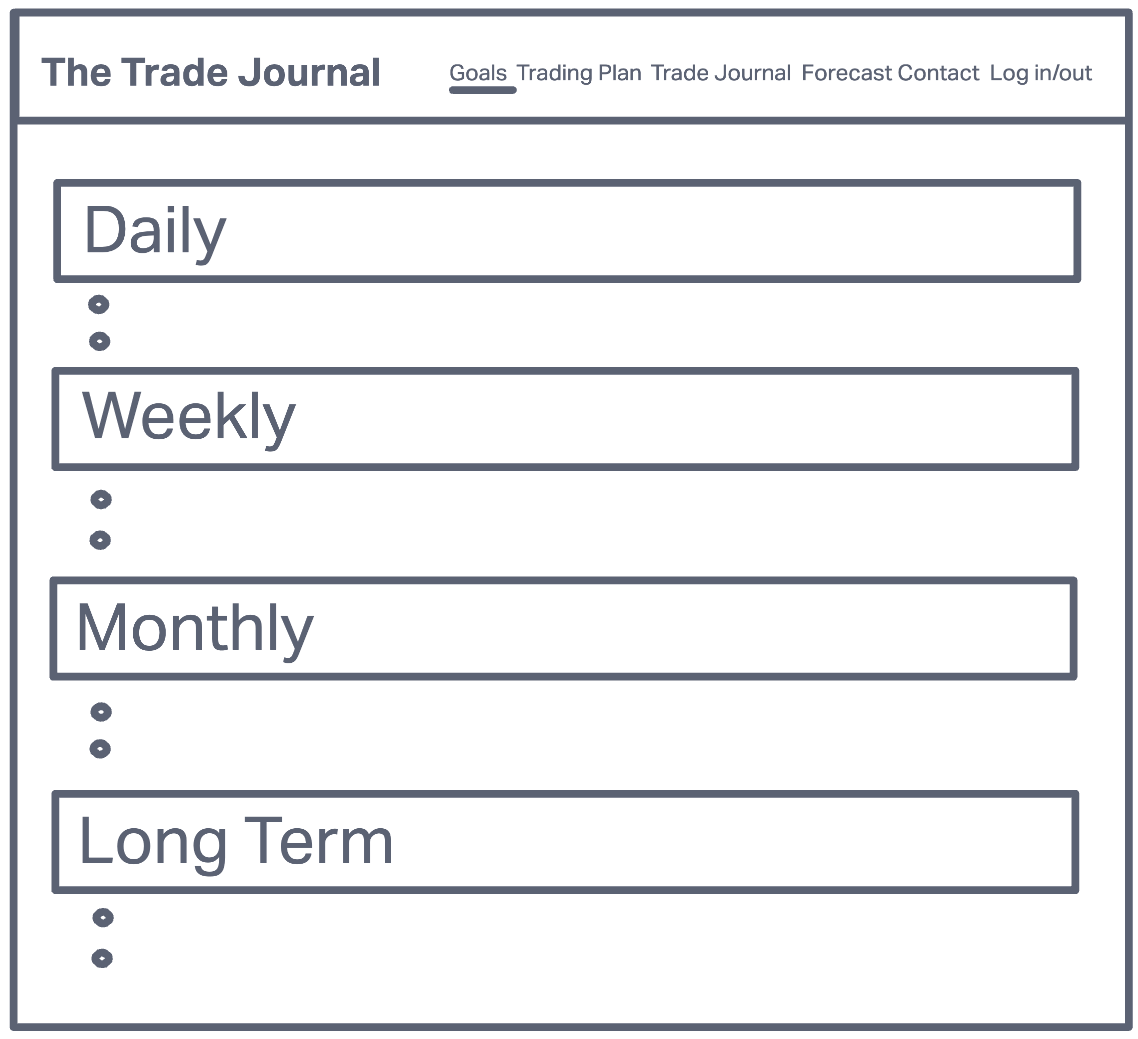 The Trade Journal
Goals Trading Plan Trade Journal Forecast Contact Log in/out
Daily
Weekly
Monthly
Long Term